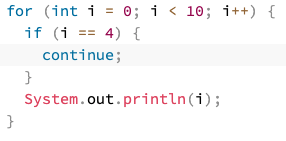 for (int i = 0; i < 10; i++) {
  if (i == 4) {
    continue;
  }
  System.out.println(i);
}